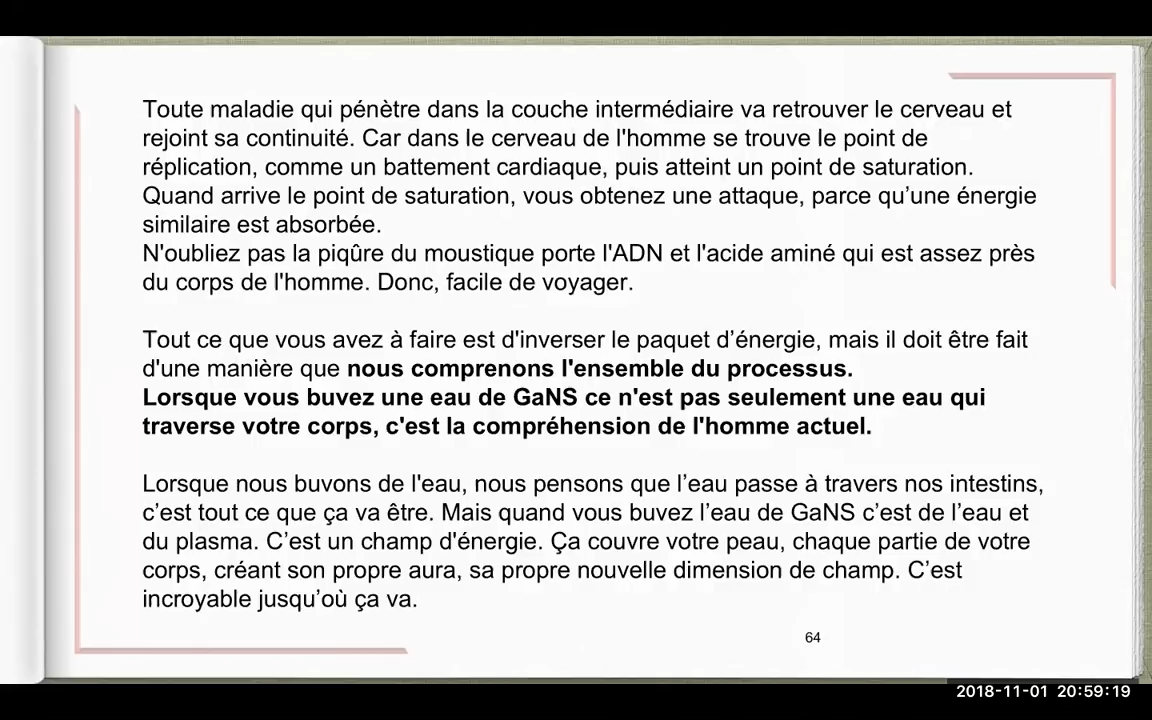 Toute maladie qui pénètre dans la couche intermédiaire va retrouver le cerveau et
rejoint sa continuité. Car dans le cerveau de l'homme se trouve le point de
réplication, comme un battement cardiaque, puis atteint un point de saturation.
Quand arrive le point de saturation, vous obtenez une attaque, parce qu’une énergie
similaire est absorbée.
N'oubliez pas la piqûre du moustique porte l'ADN et l'acide aminé qui est assez près
du corps de l'homme. Donc, facile de voyager.
Tout ce que vous avez à faire est d'inverser le paquet d’énergie, mais il doit être fait
d'une manière que nous comprenons l'ensemble du processus.
Lorsque vous buvez une eau de GaNS ce n'est pas seulement une eau qui
traverse votre corps, c'est la compréhension de l'homme actuel.
Lorsque nous buvons de l'eau, nous pensons que l’eau passe à travers nos intestins,
c’est tout ce que ça va être. Mais quand vous buvez l’eau de GaNS c’est de l’eau et
du plasma. C’est un champ d'énergie. Ça couvre votre peau, chaque partie de votre
corps, créant son propre aura, sa propre nouvelle dimension de champ. C’est
incroyable jusqu’où ça va.
64
2018-11-01 20:59:19